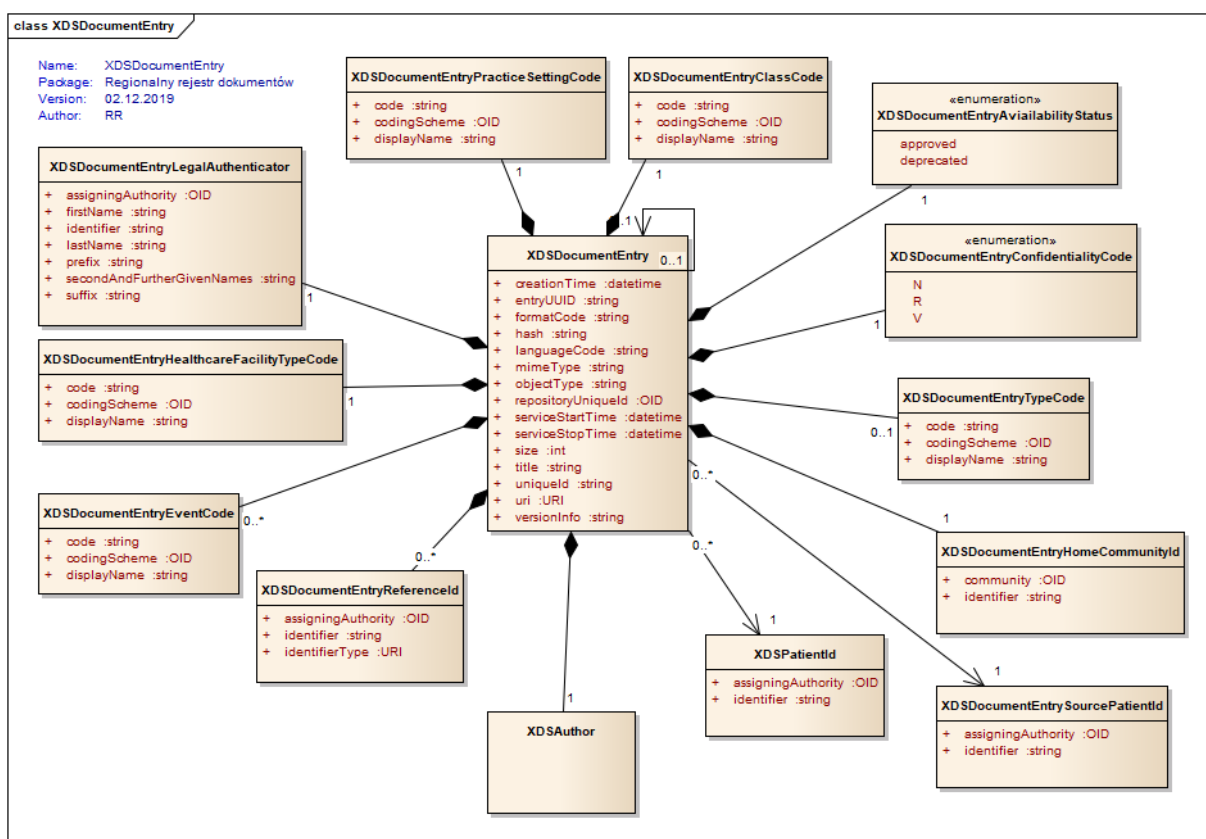 class XDSDocumentEntry
Name: XDSDocumentEntry
Package: Regionalny rejestr dokumentów
Version: 02.12.2019
Author: RR
XDSDocumentEntryPracticeSettingCode
+ code :string
+ codingScheme :OID
+ displayName :string
1
XDSDocumentEntryClassCode
+ code :string
+ codingScheme :OID
+ displayName :string
1
«enumeration»
XDSDocumentEntryAviailabilityStatus
approved
deprecated
1
XDSDocumentEntryLegalAuthenticator
+ assigningAuthority :OID
+ firstName :string
+ identifier :string
+ lastName :string
+ prefix :string
+ secondAndFurtherGivenNames :string
+ suffix :string
1
«enumeration»
XDSDocumentEntryConfidentialityCode
N
R
V
1
XDSDocumentEntry
+ creationTime :datetime
+ entryUUID :string
+ formatCode :string
+ hash :string
+ languageCode :string
+ mimeType :string
+ objectType :string
+ repositoryUniqueId :OID
+ serviceStartTime :datetime
+ serviceStopTime :datetime
+ size :int
+ title :string
+ uniqueId :string
+ uri :URI
+ versionInfo :string
0..1
XDSDocumentEntryHealthcareFacilityTypeCode
+ code :string
+ codingScheme :OID
+ displayName :string
1
XDSDocumentEntryTypeCode
+ code :string
+ codingScheme :OID
+ displayName :string
0..1
XDSDocumentEntryEventCode
+ code :string
+ codingScheme :OID
+ displayName :string
0..*
XDSDocumentEntryReferenceId
+ assigningAuthority :OID
+ identifier :string
+ identifierType :URI
0..*
XDSDocumentEntryHomeCommunityId
+ community :OID
+ identifier :string
1
XDSPatientId
+ assigningAuthority :OID
+ identifier :string
0..*
1
XDSDocumentEntrySourcePatientId
+ assigningAuthority :OID
+ identifier :string
0..*
1
XDSAuthor
1